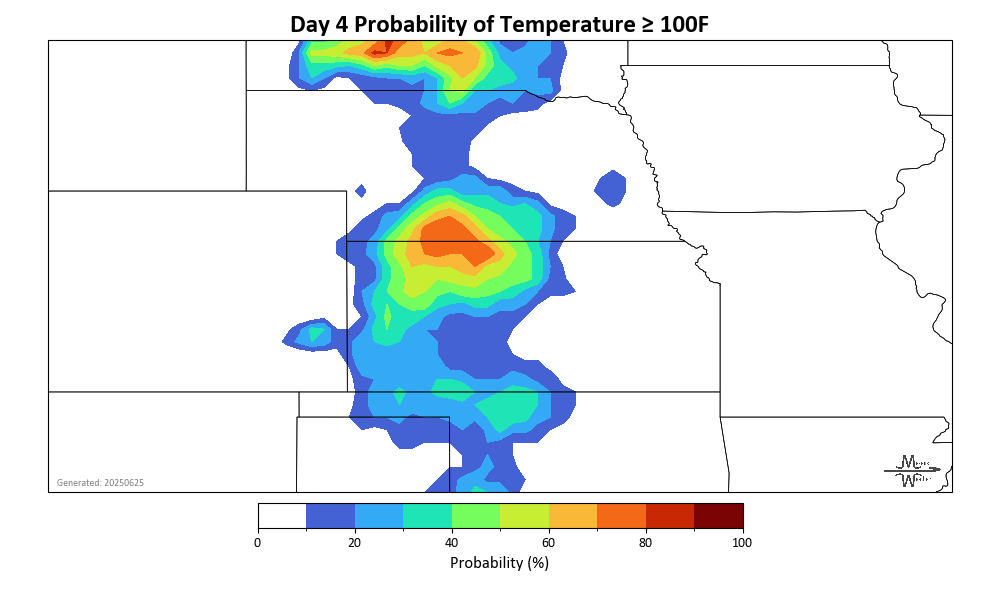 Day 4 Probability of Temperature ≥ 100F
Generated: 20250625
0 20 40 60 80 100
Probability (%)